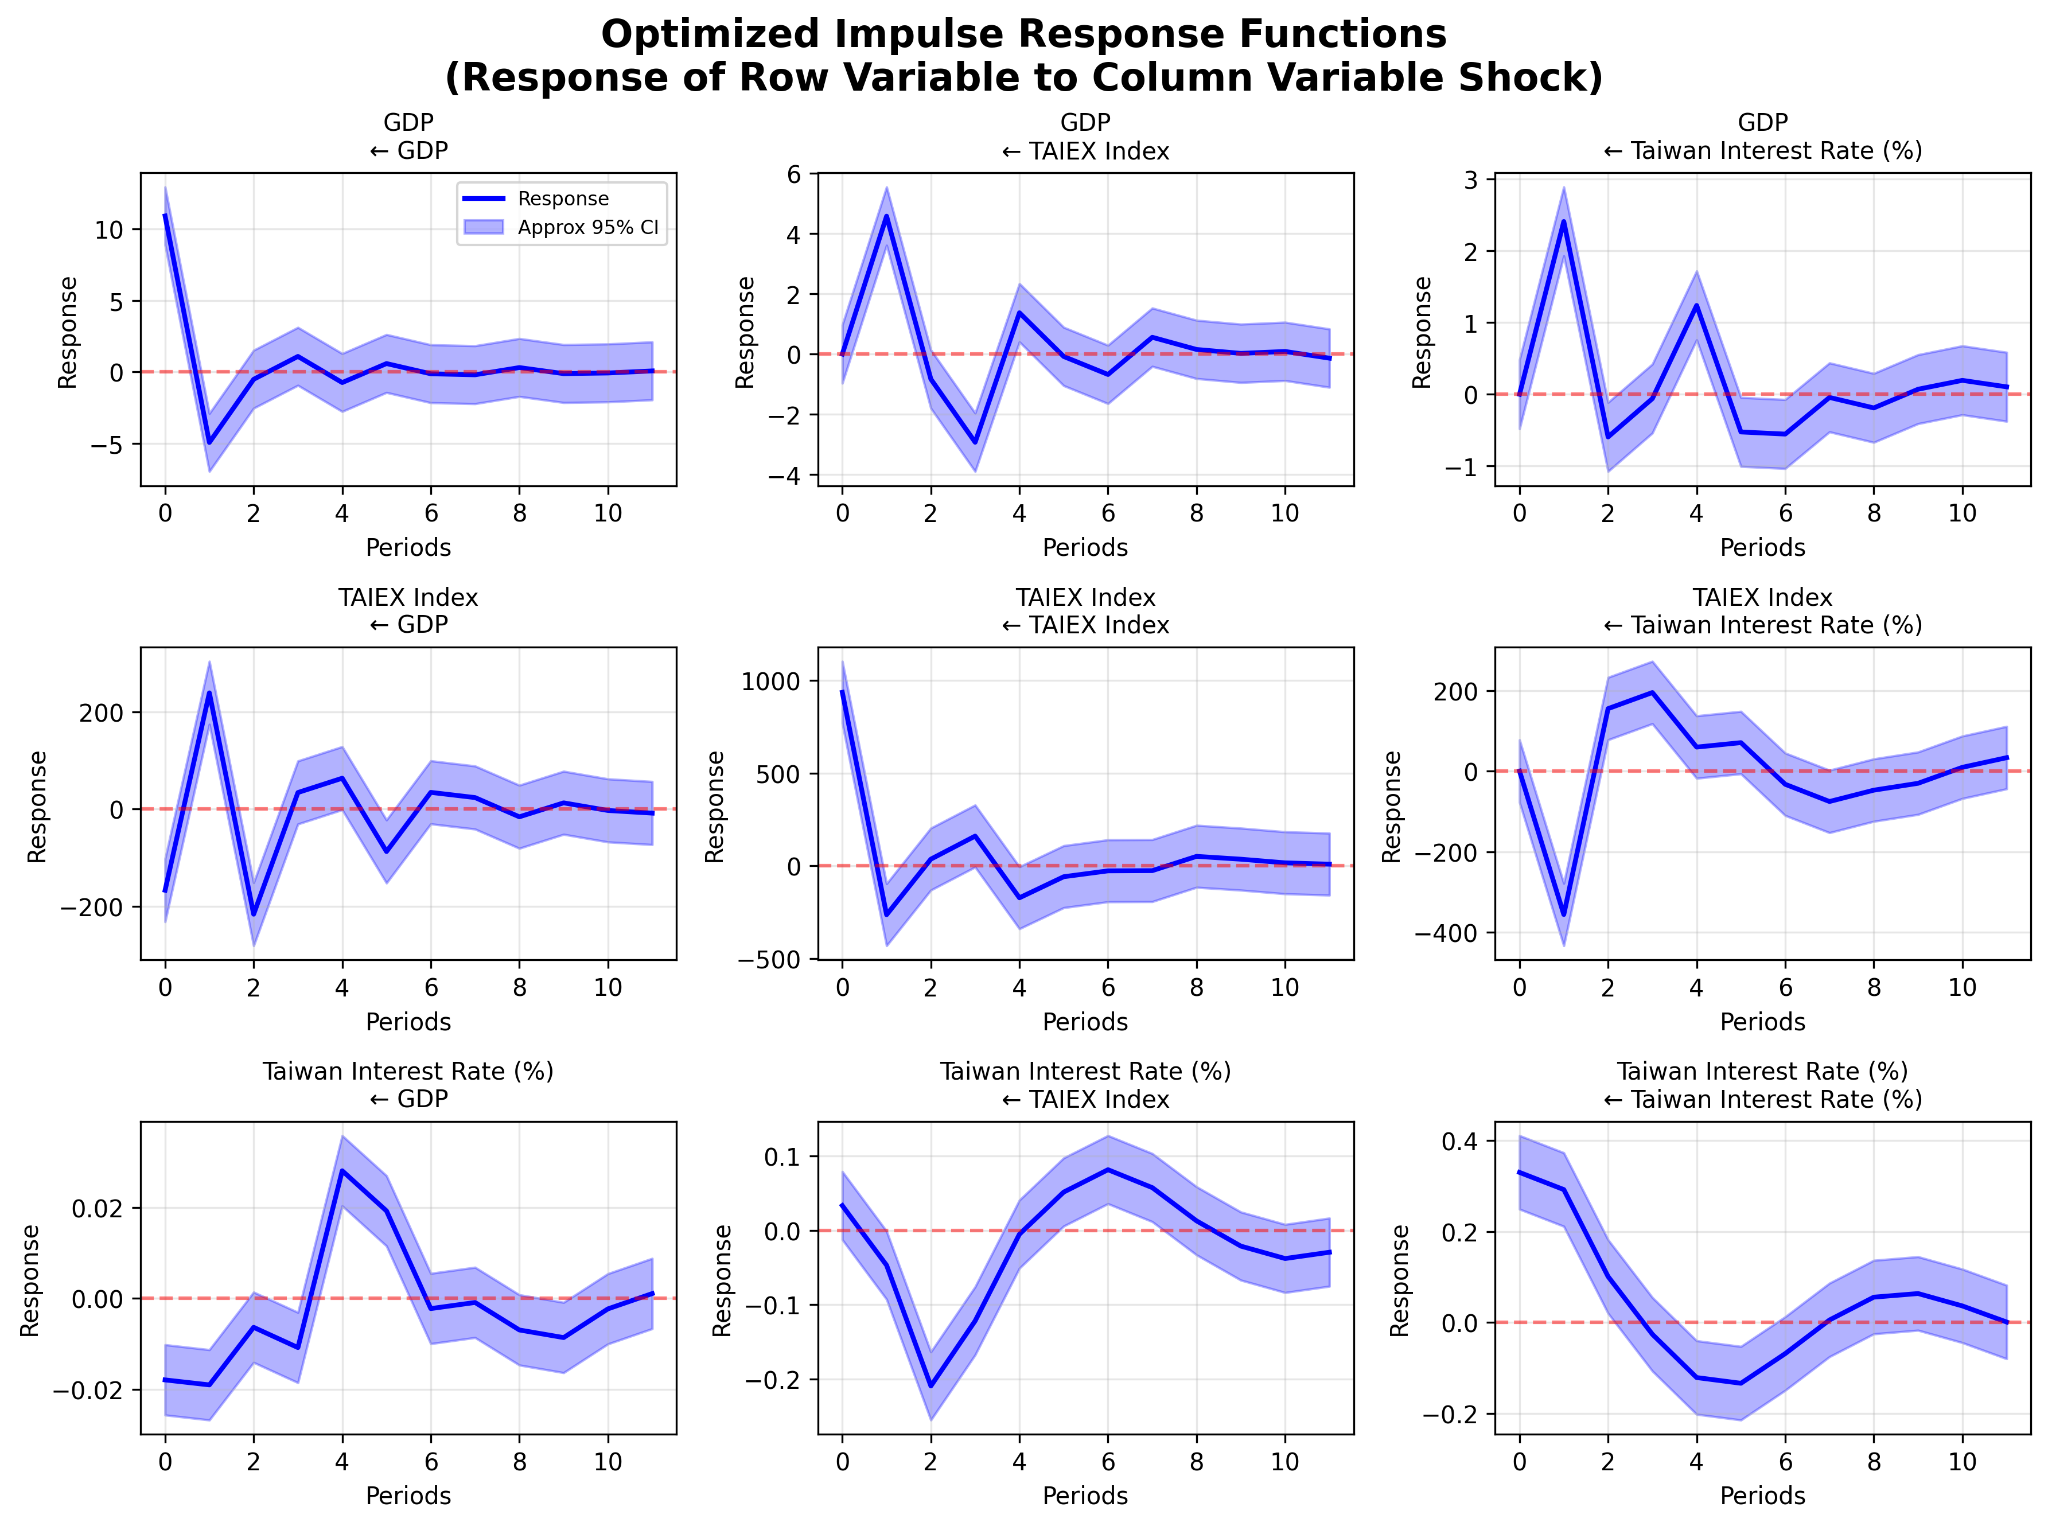 Optimized Impulse Response Functions
(Response of Row Variable to Column Variable Shock)
GDP
← GDP
Response
10
5
0
−5
Response
Approx 95% CI
0 2 4 6 8 10
Periods
GDP
← TAIEX Index
Response
6
4
2
0
−2
−4
0 2 4 6 8 10
Periods
GDP
← Taiwan Interest Rate (%)
Response
3
2
1
0
−1
0 2 4 6 8 10
Periods
TAIEX Index
← GDP
Response
200
0
−200
0 2 4 6 8 10
Periods
TAIEX Index
← TAIEX Index
Response
1000
500
0
−500
0 2 4 6 8 10
Periods
TAIEX Index
← Taiwan Interest Rate (%)
Response
200
0
−200
−400
0 2 4 6 8 10
Periods
Taiwan Interest Rate (%)
← GDP
Response
0.02
0.00
−0.02
0 2 4 6 8 10
Periods
Taiwan Interest Rate (%)
← TAIEX Index
Response
0.1
0.0
−0.1
−0.2
0 2 4 6 8 10
Periods
Taiwan Interest Rate (%)
← Taiwan Interest Rate (%)
Response
0.4
0.2
0.0
−0.2
0 2 4 6 8 10
Periods